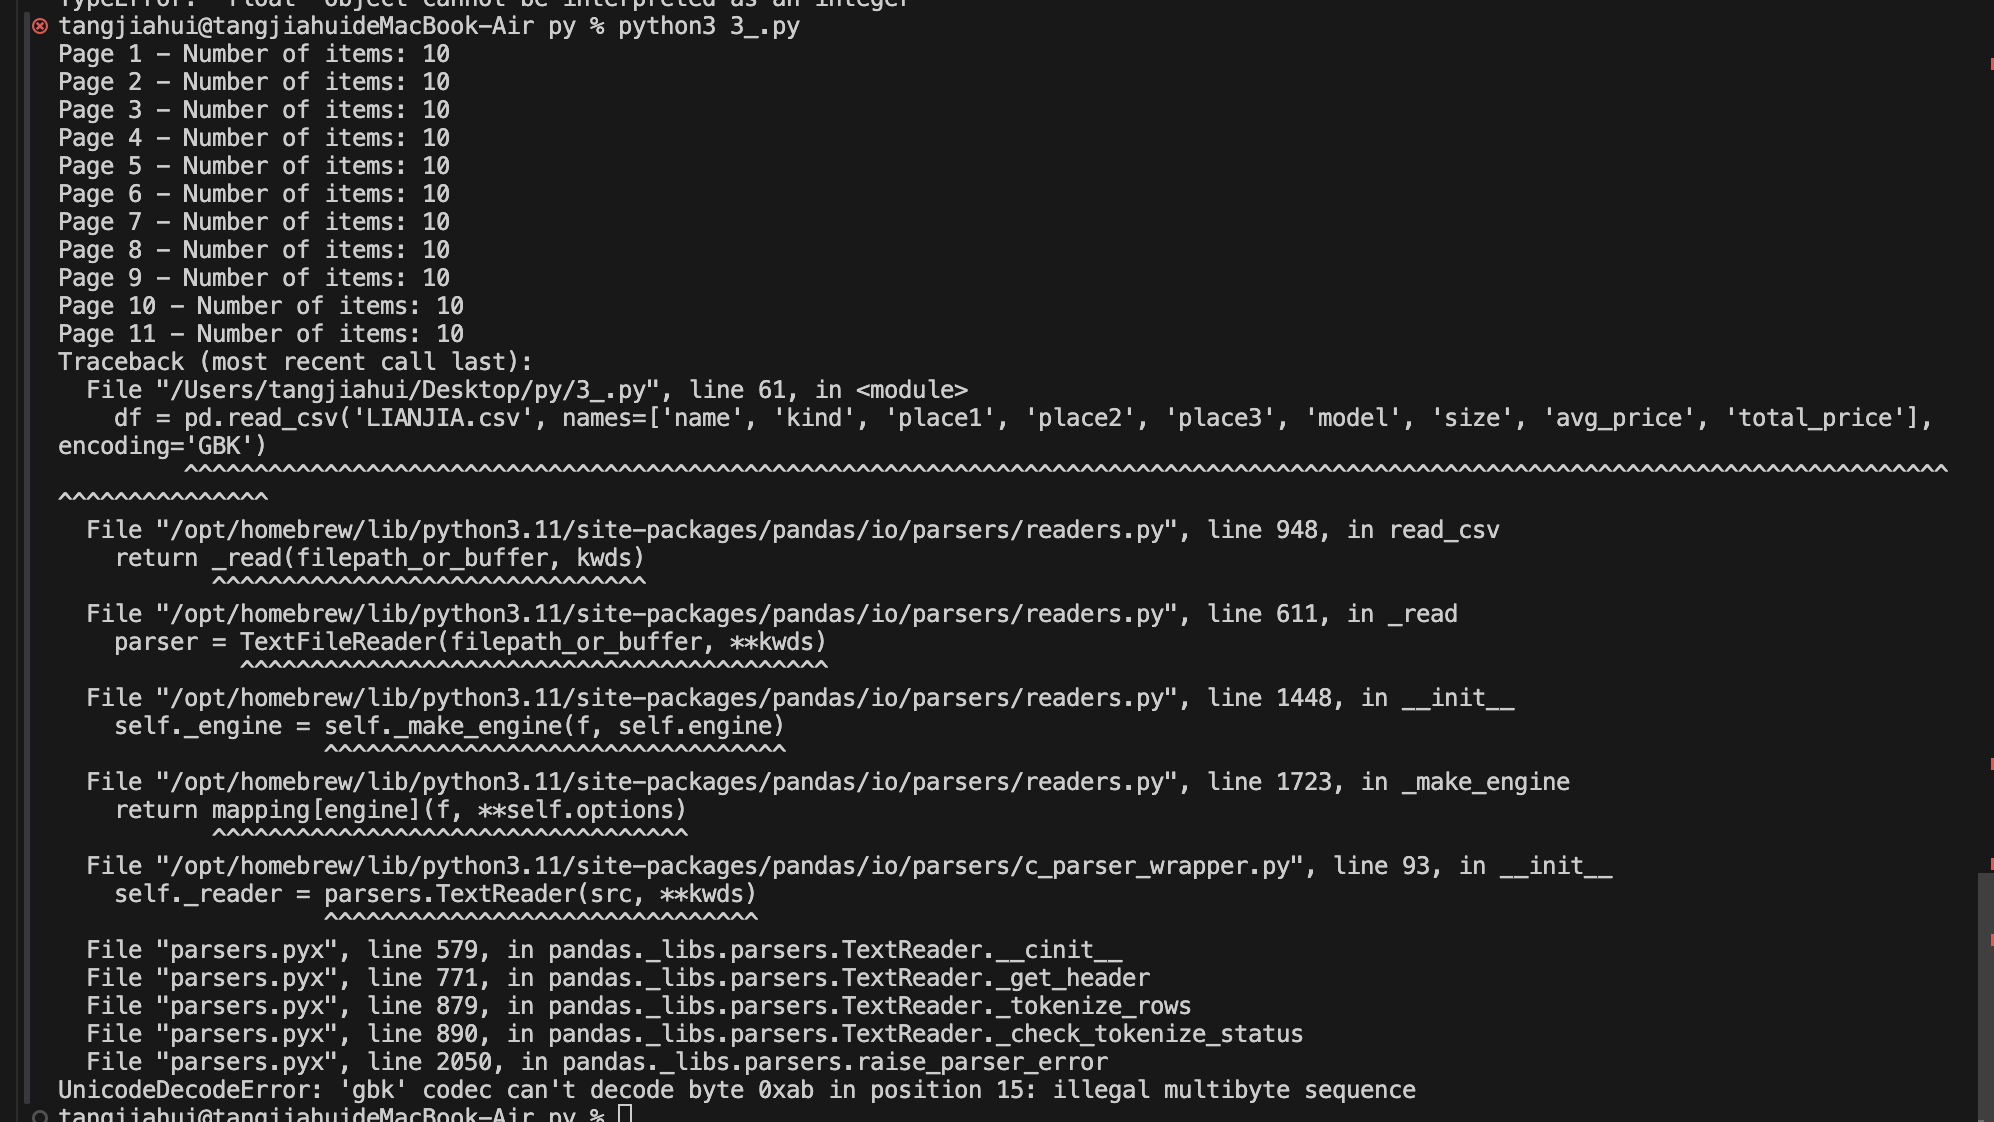 TypeError: 'float' object cannot be interpreted as an integer
tangjiahui@tangjiahuideMacBook-Air py % python3 3_.py
Page 1 - Number of items: 10
Page 2 - Number of items: 10
Page 3 - Number of items: 10
Page 4 - Number of items: 10
Page 5 - Number of items: 10
Page 6 - Number of items: 10
Page 7 - Number of items: 10
Page 8 - Number of items: 10
Page 9 - Number of items: 10
Page 10 - Number of items: 10
Page 11 - Number of items: 10
Traceback (most recent call last):
  File "/Users/tangjiahui/Desktop/py/3_.py", line 61, in <module>
    df = pd.read_csv('LIANJIA.csv', names=['name', 'kind', 'place1', 'place2', 'place3', 'model', 'size', 'avg_price', 'total_price'],
encoding='GBK')
         ^^^^^^^^^^^^^^^^^^^^^^^^^^^^^^^^^^^^^^^^^^^^^^^^^^^^^^^^^^^^^^^^^^^^^^^^^^^^^^^^^^^^^^^^^^^^^^^^^^^^^^^^^^^^^^^^^^^^^^^^^^^^^^
^^^^^^^^^^^^^^^
  File "/opt/homebrew/lib/python3.11/site-packages/pandas/io/parsers/readers.py", line 948, in read_csv
    return _read(filepath_or_buffer, kwds)
           ^^^^^^^^^^^^^^^^^^^^^^^^^^^^^^^
  File "/opt/homebrew/lib/python3.11/site-packages/pandas/io/parsers/readers.py", line 611, in _read
    parser = TextFileReader(filepath_or_buffer, **kwds)
             ^^^^^^^^^^^^^^^^^^^^^^^^^^^^^^^^^^^^^^^^^^
  File "/opt/homebrew/lib/python3.11/site-packages/pandas/io/parsers/readers.py", line 1448, in __init__
    self._engine = self._make_engine(f, self.engine)
                   ^^^^^^^^^^^^^^^^^^^^^^^^^^^^^^^^^
  File "/opt/homebrew/lib/python3.11/site-packages/pandas/io/parsers/readers.py", line 1723, in _make_engine
    return mapping[engine](f, **self.options)
           ^^^^^^^^^^^^^^^^^^^^^^^^^^^^^^^^^^
  File "/opt/homebrew/lib/python3.11/site-packages/pandas/io/parsers/c_parser_wrapper.py", line 93, in __init__
    self._reader = parsers.TextReader(src, **kwds)
                   ^^^^^^^^^^^^^^^^^^^^^^^^^^^^^^^
  File "parsers.pyx", line 579, in pandas._libs.parsers.TextReader.__cinit__
  File "parsers.pyx", line 771, in pandas._libs.parsers.TextReader._get_header
  File "parsers.pyx", line 879, in pandas._libs.parsers.TextReader._tokenize_rows
  File "parsers.pyx", line 890, in pandas._libs.parsers.TextReader._check_tokenize_status
  File "parsers.pyx", line 2050, in pandas._libs.parsers.raise_parser_error
UnicodeDecodeError: 'gbk' codec can't decode byte 0xab in position 15: illegal multibyte sequence
tangjiahui@tangjiahuideMacBook-Air py %